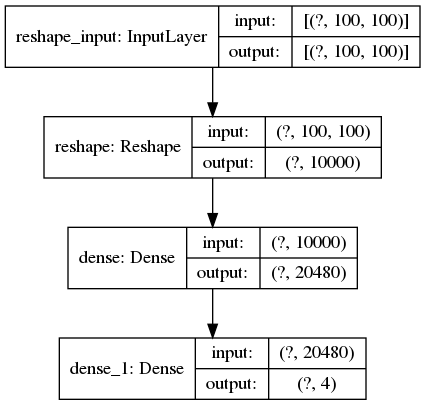 reshape_input: InputLayer
input: [(?, 100, 100)]
output: [(?, 100, 100)]
reshape: Reshape
input: (?, 100, 100)
output: (?, 10000)
dense: Dense
input: (?, 10000)
output: (?, 20480)
dense_1: Dense
input: (?, 20480)
output: (?, 4)